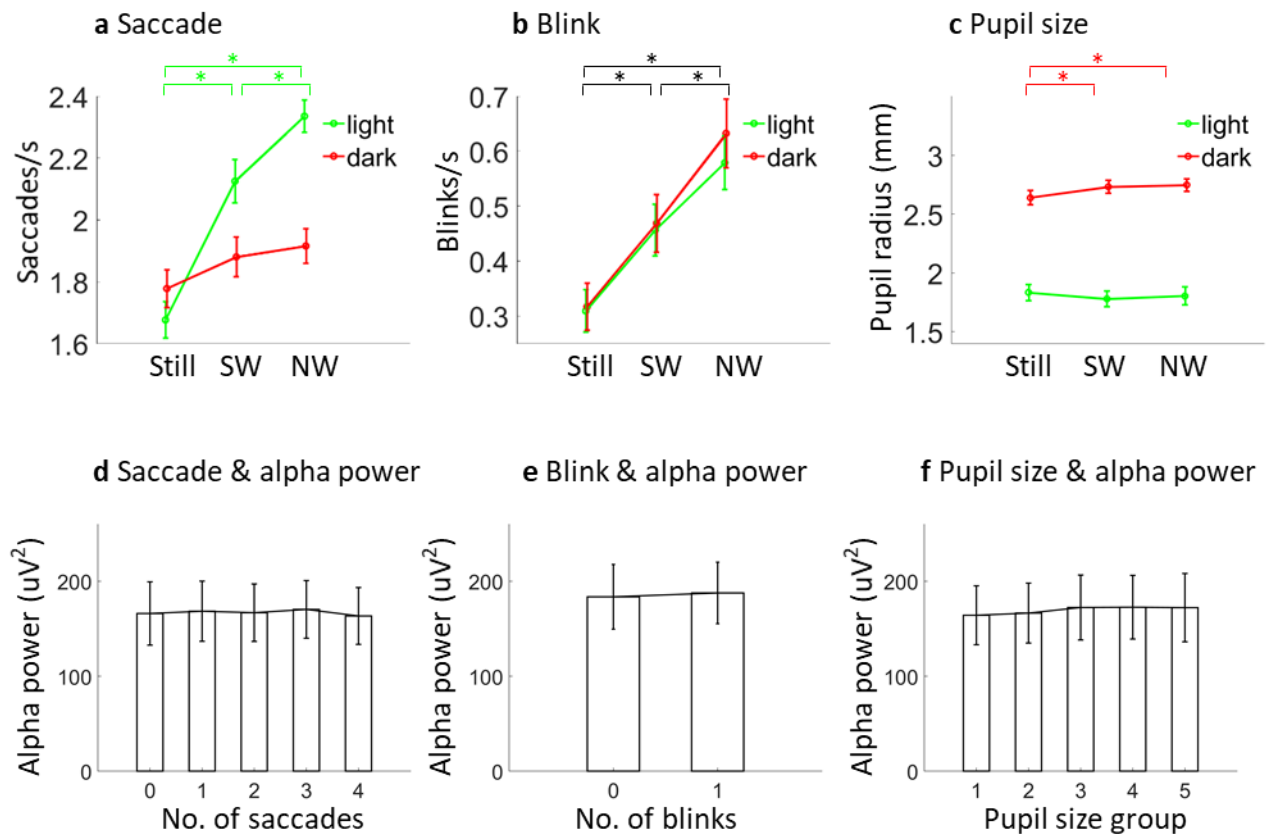 a Saccade
* * *
Saccades/s
2.4
2.2
2
1.8
1.6
light
dark
Still SW NW
b Blink
* * *
Blinks/s
0.7
0.6
0.5
0.4
0.3
light
dark
Still SW NW
c Pupil size
* *
Pupil radius (mm)
3
2.5
2
1.5
light
dark
Still SW NW
d Saccade & alpha power
Alpha power (uV²)
200
100
0
0 1 2 3 4
No. of saccades
e Blink & alpha power
Alpha power (uV²)
200
100
0
0 1
No. of blinks
f Pupil size & alpha power
Alpha power (uV²)
200
100
0
1 2 3 4 5
Pupil size group